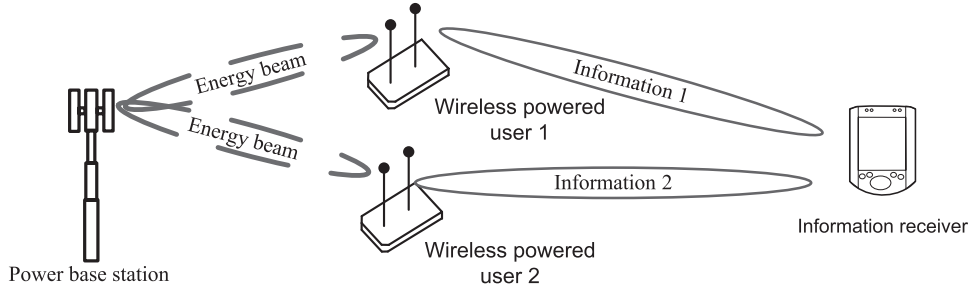 Energy beam
Energy beam
Information 1
Wireless powered
user 1
Information 2
Information receiver
Wireless powered
user 2
Power base station